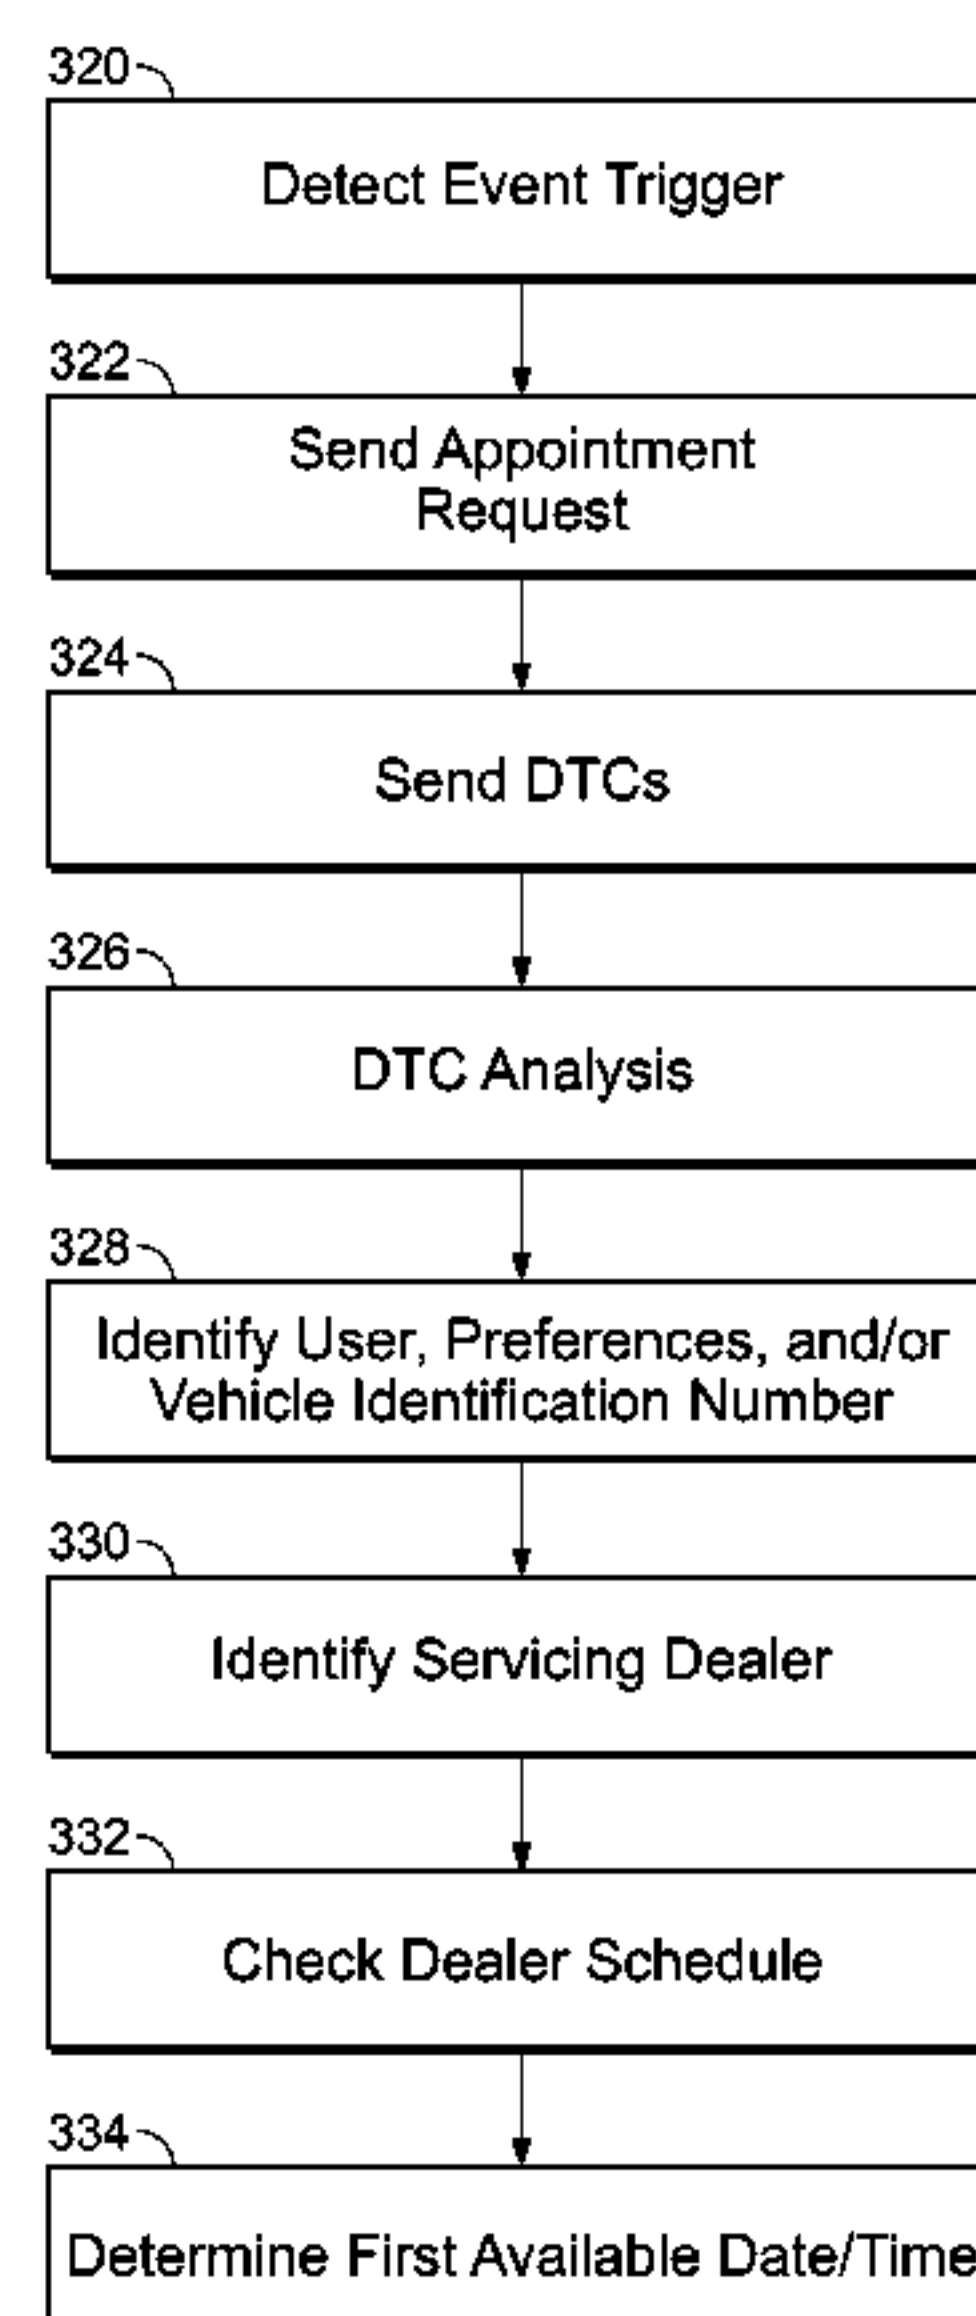 320
Detect Event Trigger
322
Send Appointment
Request
324
Send DTCs
326
DTC Analysis
328
Identify User, Preferences, and/or
Vehicle Identification Number
330
Identify Servicing Dealer
332
Check Dealer Schedule
334
Determine First Available Date/Time